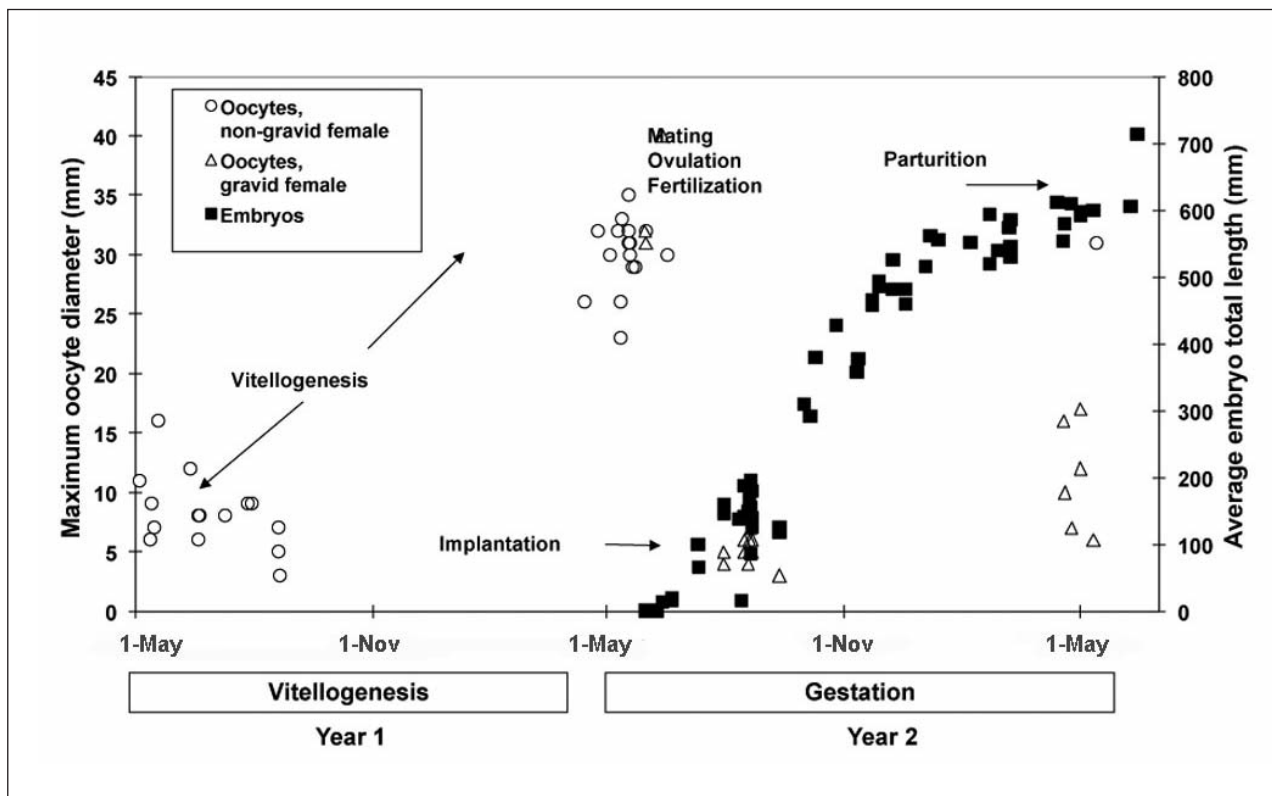 45
40
35
30
25
20
15
10
5
0
Maximum oocyte diameter (mm)
Oocytes,
non-gravid female
Oocytes,
gravid female
Embryos
Mating
Ovulation
Fertilization
Parturition
Vitellogenesis
Implantation
800
700
600
500
400
300
200
100
0
Average embryo total length (mm)
1-May
1-Nov
1-May
1-Nov
1-May
Vitellogenesis
Gestation
Year 1
Year 2